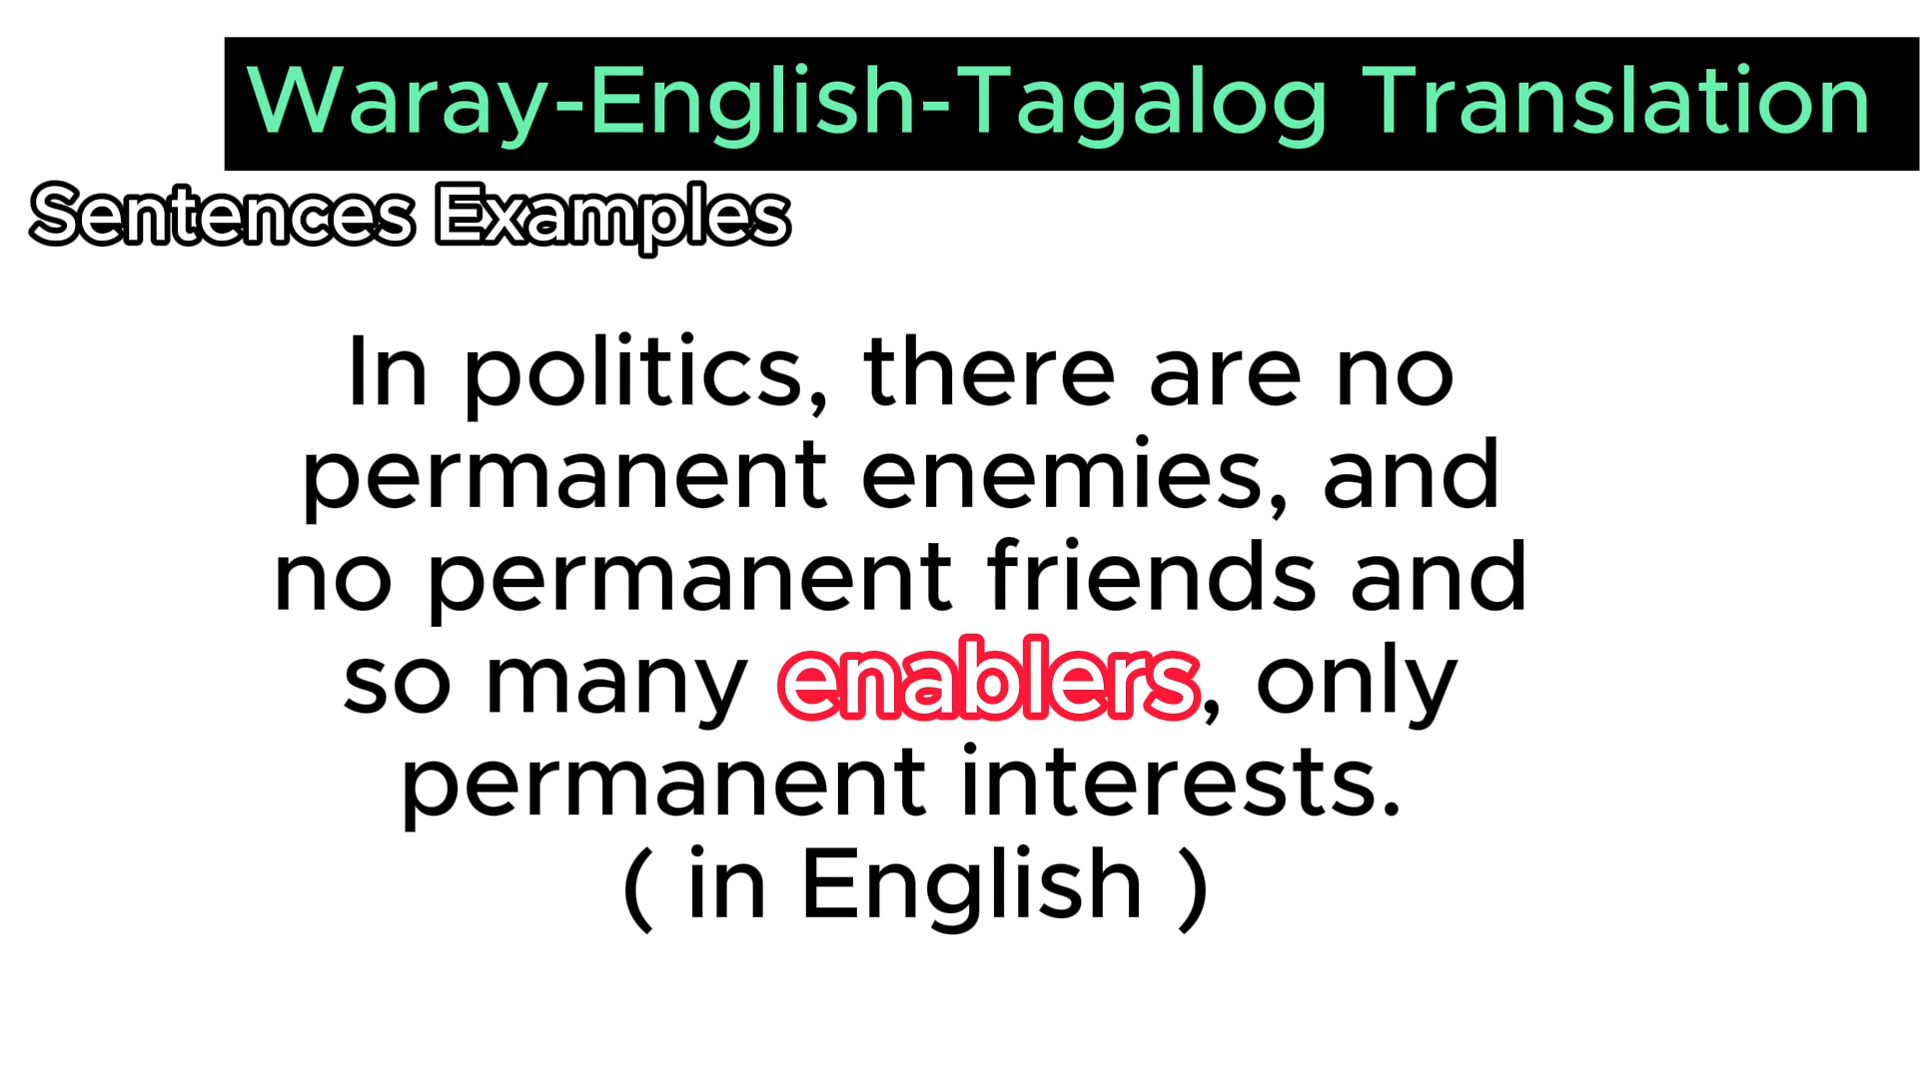 Waray-English-Tagalog Translation
Sentences Examples
In politics, there are no
permanent enemies, and
no permanent friends and
so many enablers, only
permanent interests.
( in English )